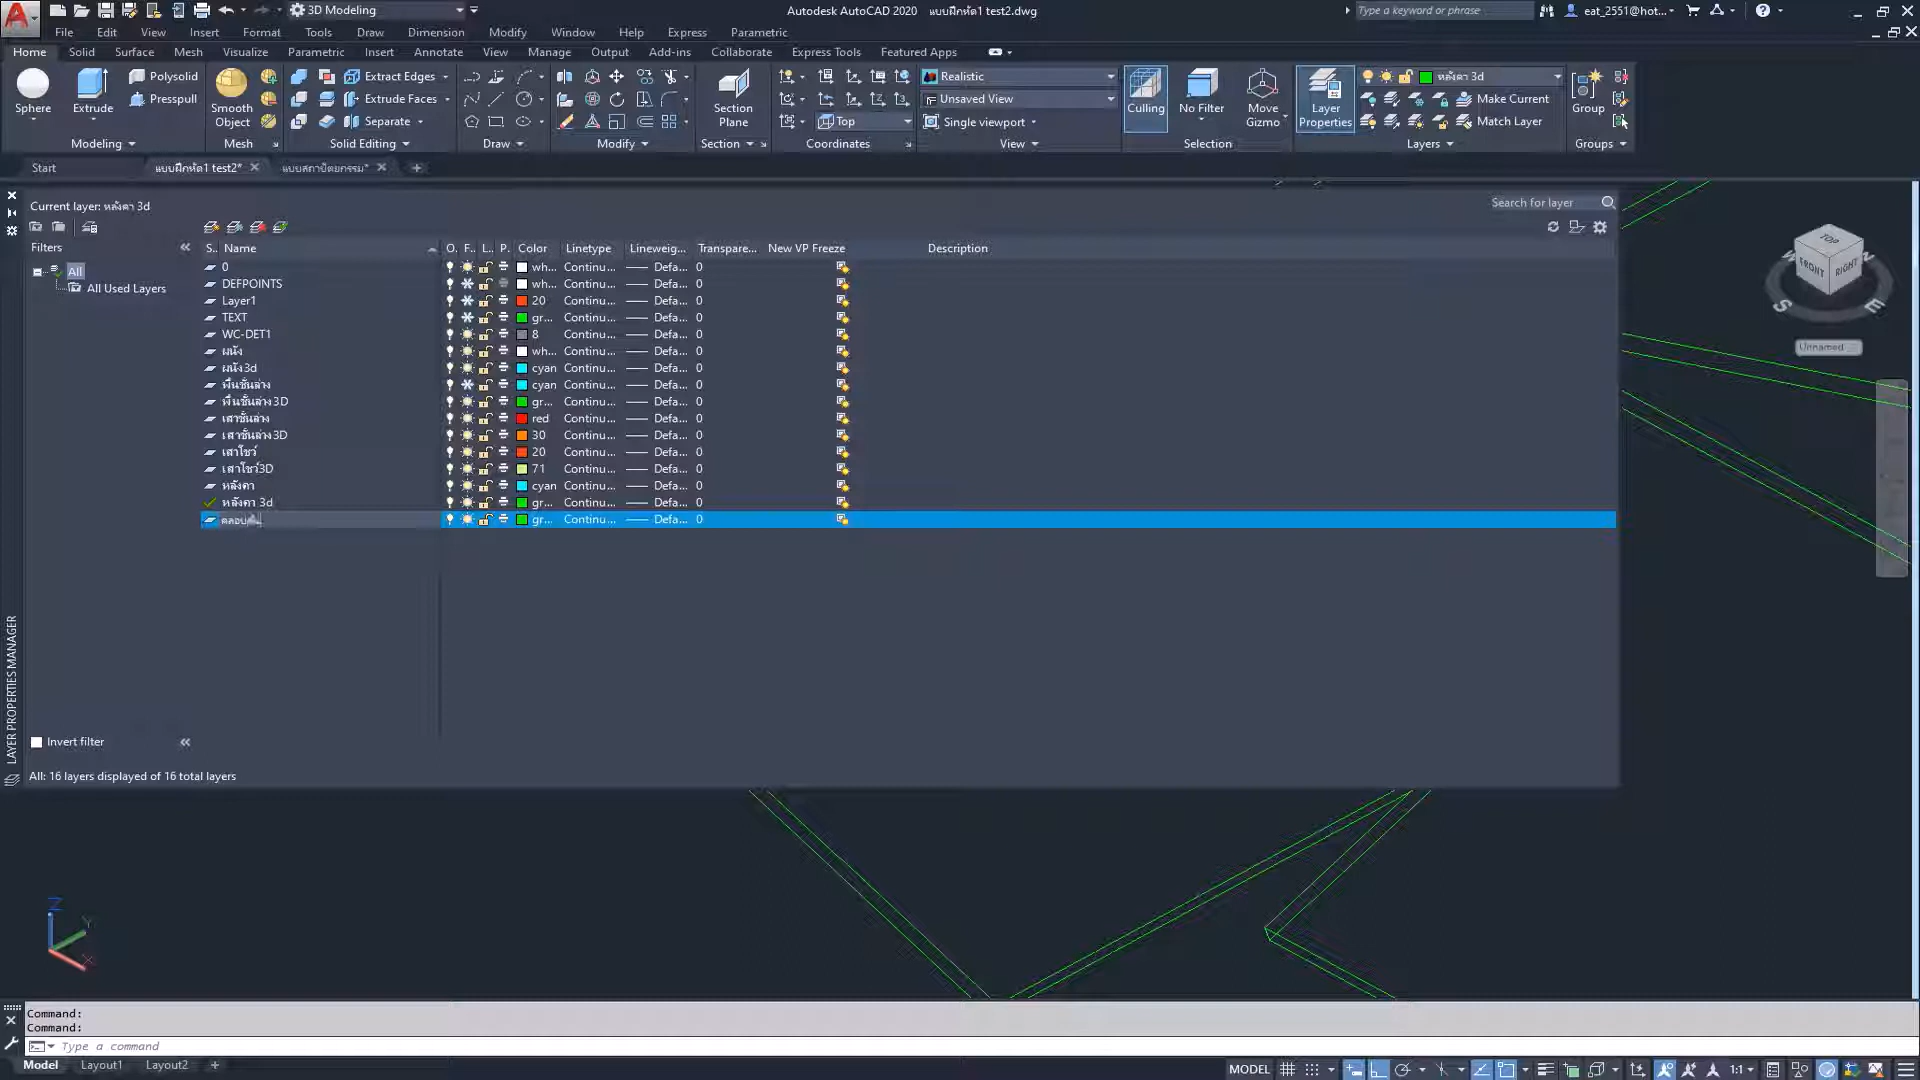 3D Modeling
Autodesk AutoCAD 2020 แบบฝึกหัด1 test2.dwg
Type a keyword or phrase
eat_2551@hot...
File Edit View Insert Format Tools Draw Dimension Modify Window Help Express Parametric
Home Solid Surface Mesh Visualize Parametric Insert Annotate View Manage Output Add-ins Collaborate Express Tools Featured Apps
Sphere
Extrude
Polysolid
Presspull
Smooth
Object
Extract Edges
Extrude Faces
Separate
Section
Plane
Top
Realistic
Unsaved View
Single viewport
Culling
No Filter
Move
Gizmo
Layer
Properties
หลังคา 3d
Make Current
Match Layer
Group
Modeling Mesh Solid Editing Draw Modify Section Coordinates View Selection Layers Groups
Start แบบฝึกหัด1 test2* แบบสถาปัตยกรรม*
Current layer: หลังคา 3d
Search for layer
Filters
All
All Used Layers
S.. Name O. F.. L.. P. Color Linetype Lineweig... Transpare... New VP Freeze Description
0 wh... Continu... Defa... 0
DEFPOINTS wh... Continu... Defa... 0
Layer1 20 Continu... Defa... 0
TEXT gr... Continu... Defa... 0
WC-DET1 8 Continu... Defa... 0
ผนัง wh... Continu... Defa... 0
ผนัง3d cyan Continu... Defa... 0
พื้นชั้นล่าง cyan Continu... Defa... 0
พื้นชั้นล่าง3D gr... Continu... Defa... 0
เสาชั้นล่าง red Continu... Defa... 0
เสาชั้นล่าง3D 30 Continu... Defa... 0
เสาโชว์ 20 Continu... Defa... 0
เสาโชว์3D 71 Continu... Defa... 0
หลังคา cyan Continu... Defa... 0
หลังคา 3d gr... Continu... Defa... 0
gr... Continu... Defa... 0
Invert filter
All: 16 layers displayed of 16 total layers
LAYER PROPERTIES MANAGER
TOP
FRONT
RIGHT
S
E
Unnamed
Z
Y
X
Command:
Command:
Type a command
Model Layout1 Layout2
MODEL
1:1